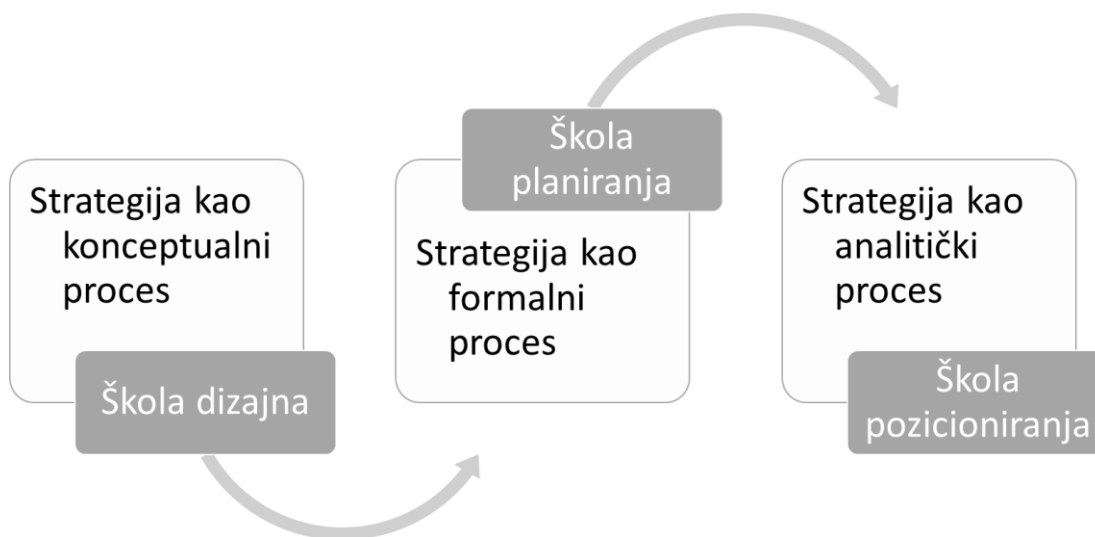 Strategija kao
konceptualni
proces
Škola dizajna
Škola
planiranja
Strategija kao
formalni
proces
Strategija kao
analitički
proces
Škola
pozicioniranja